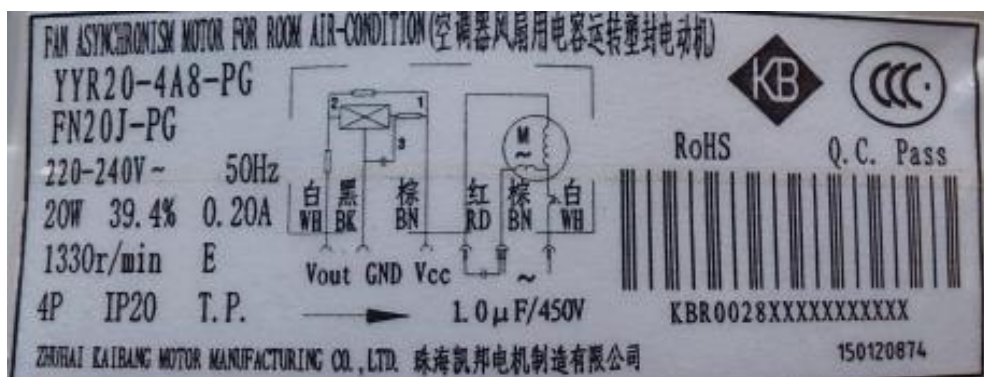 FAN ASYNCHRONISM MOTOR FOR ROOM AIR-CONDITION(空调器风扇用电容运转塑封电动机)
YYR20-4A8-PG
FN20J-PG
220-240V~ 50Hz
20W 39.4% 0.20A
1330r/min E
4P IP20 T.P.
2 1
3
M
~
白 黑 棕 红 棕 白
WH BK BN RD BN WH
Vout GND Vcc ~
1.0μF/450V
KB CCC
RoHS Q.C. Pass
KBR0028XXXXXXXXXXX
ZHUHAI KAIBANG MOTOR MANUFACTURING CO.,LTD. 珠海凯邦电机制造有限公司
150120874